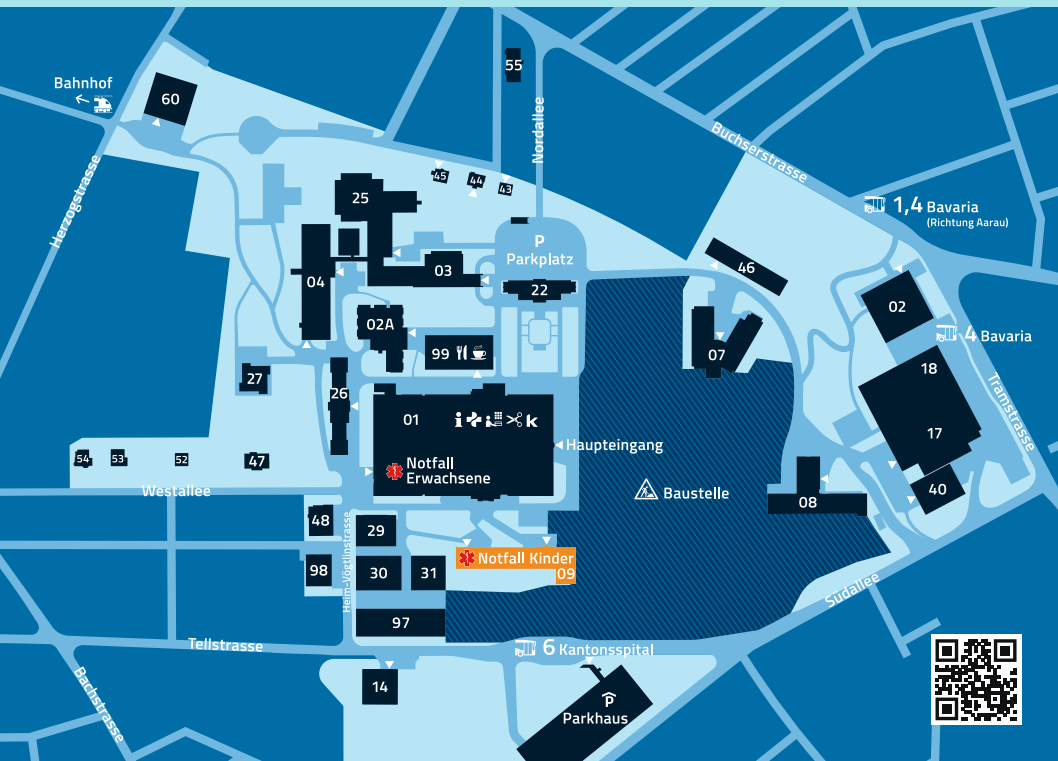 55
Bahnhof
60
Nordallee
Buchserstrasse
Herzogstrasse
45
44
43
25
1,4 Bavaria
(Richtung Aarau)
P
Parkplatz
46
03
04
22
02
02A
4 Bavaria
99
07
18
27
26
Tramstrasse
01
i
k
17
Haupteingang
54
53
52
47
Notfall
Erwachsene
Westallee
Baustelle
40
08
48
29
Heim-Vögtlinstrasse
Notfall Kinder
09
98
30
31
Südallee
97
Tellstrasse
6 Kantonsspital
Bachstrasse
14
P
Parkhaus